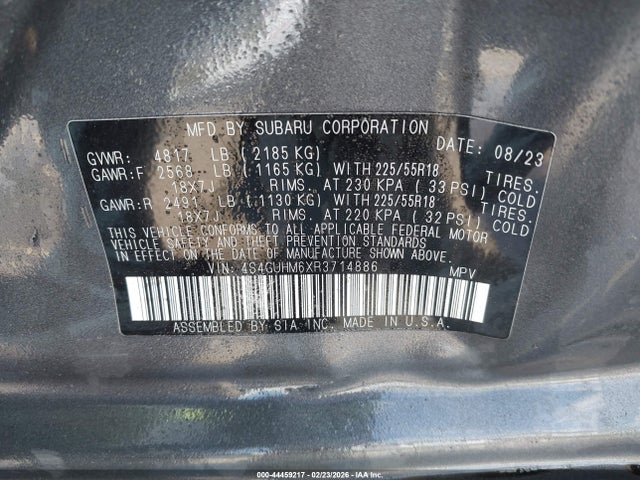 MFD BY SUBARU CORPORATION DATE: 08/23
GVWR: 4817 LB (2185 KG)
GAWR:F 2568 LB (1165 KG) WITH 225/55R18 TIRES.
18X7J RIMS. AT 230 KPA (33 PSI) COLD
GAWR:R 2491 LB (1130 KG) WITH 225/55R18 TIRES.
18X7J RIMS. AT 220 KPA (32 PSI) COLD
THIS VEHICLE CONFORMS TO ALL APPLICABLE FEDERAL MOTOR
VEHICLE SAFETY AND THEFT PREVENTION STANDARDS
IN EFFECT ON THE DATE OF MANUFACTURE SHOWN ABOVE.
VIN: 4S4GUHM6XR3714886 MPV
ASSEMBLED BY SIA, INC. MADE IN U.S.A.
000-44459217 - 02/23/2026 - IAAI.COM